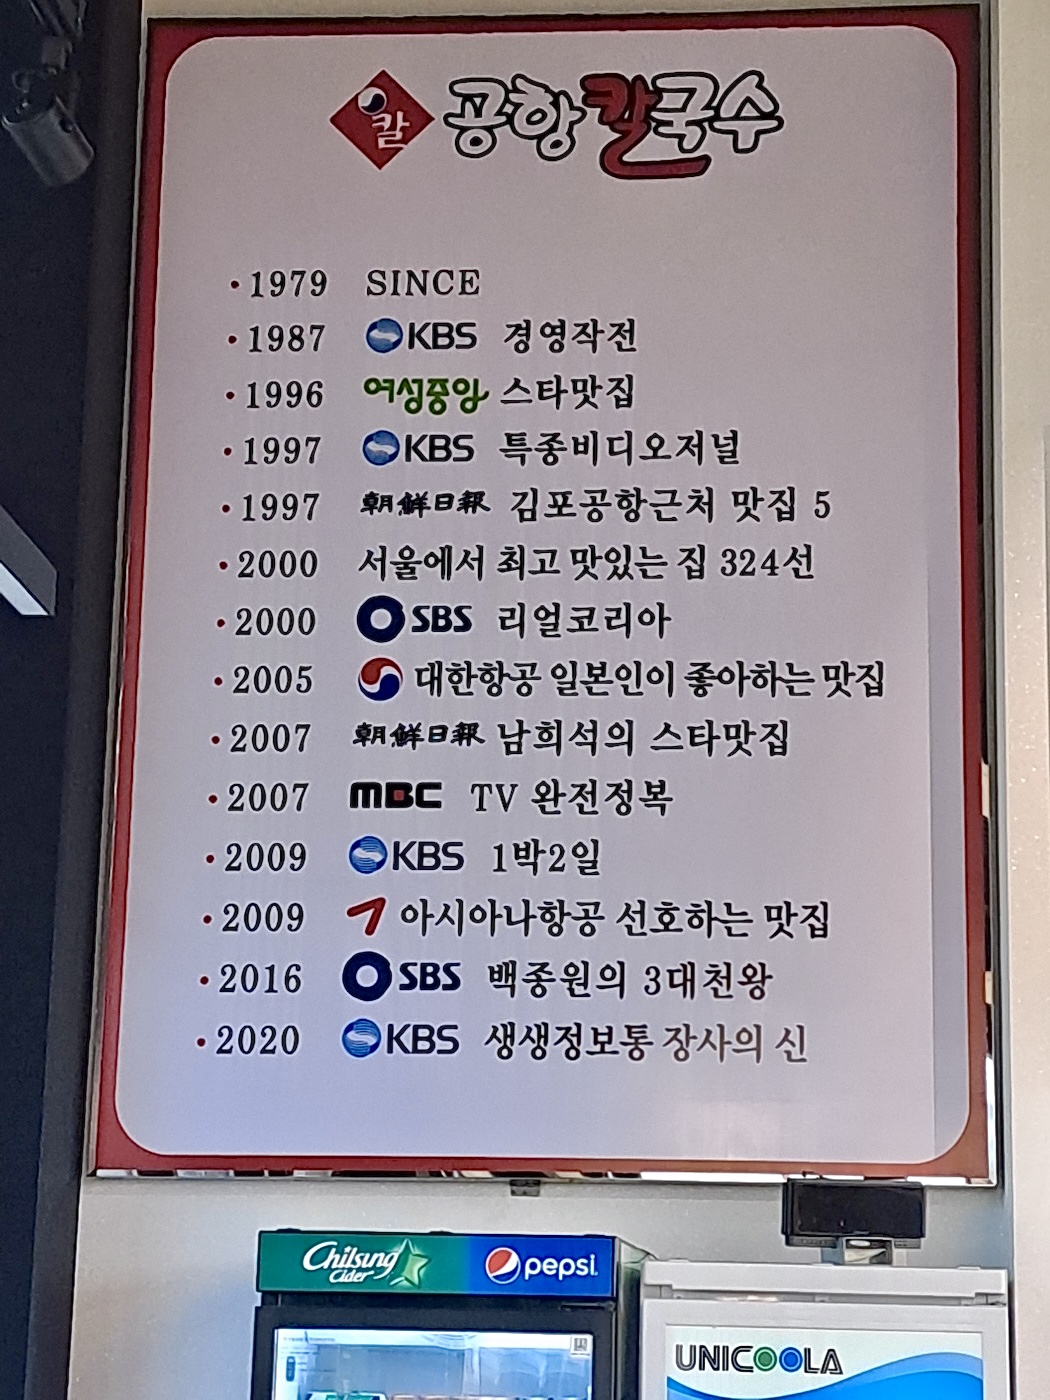 칼 공항칼국수
• 1979 SINCE
• 1987 KBS 경영작전
• 1996 여성중앙 스타맛집
• 1997 KBS 특종비디오저널
• 1997 朝鮮日報 김포공항근처 맛집 5
• 2000 서울에서 최고 맛있는 집 324선
• 2000 SBS 리얼코리아
• 2005 대한항공 일본인이 좋아하는 맛집
• 2007 朝鮮日報 남희석의 스타맛집
• 2007 MBC TV 완전정복
• 2009 KBS 1박2일
• 2009 아시아나항공 선호하는 맛집
• 2016 SBS 백종원의 3대천왕
• 2020 KBS 생생정보통 장사의 신
Chilsung Cider pepsi
UNICOOLA